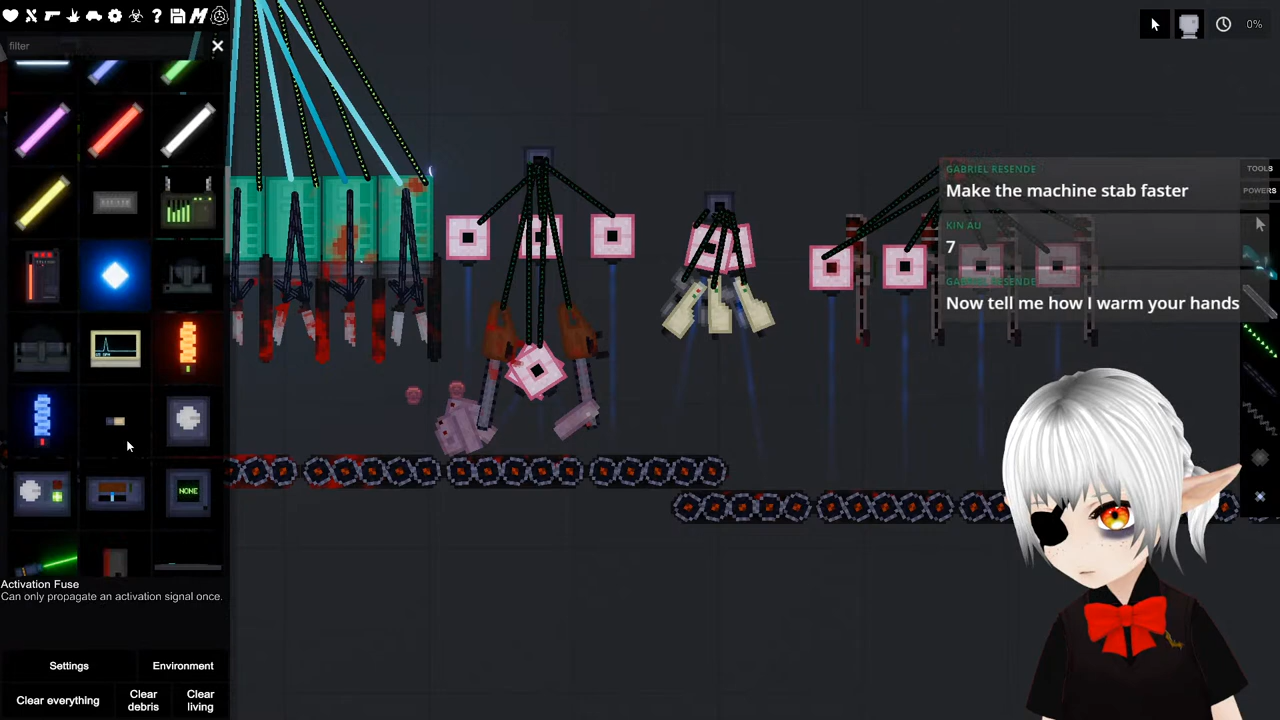 filter
GABRIEL RESENDE
Make the machine stab faster
KIN AU
7
GABRIEL RESENDE
Now tell me how I warm your hands
0%
TOOLS
POWERS
NONE
Activation Fuse
Can only propagate an activation signal once.
Settings
Environment
Clear everything
Clear debris
Clear living